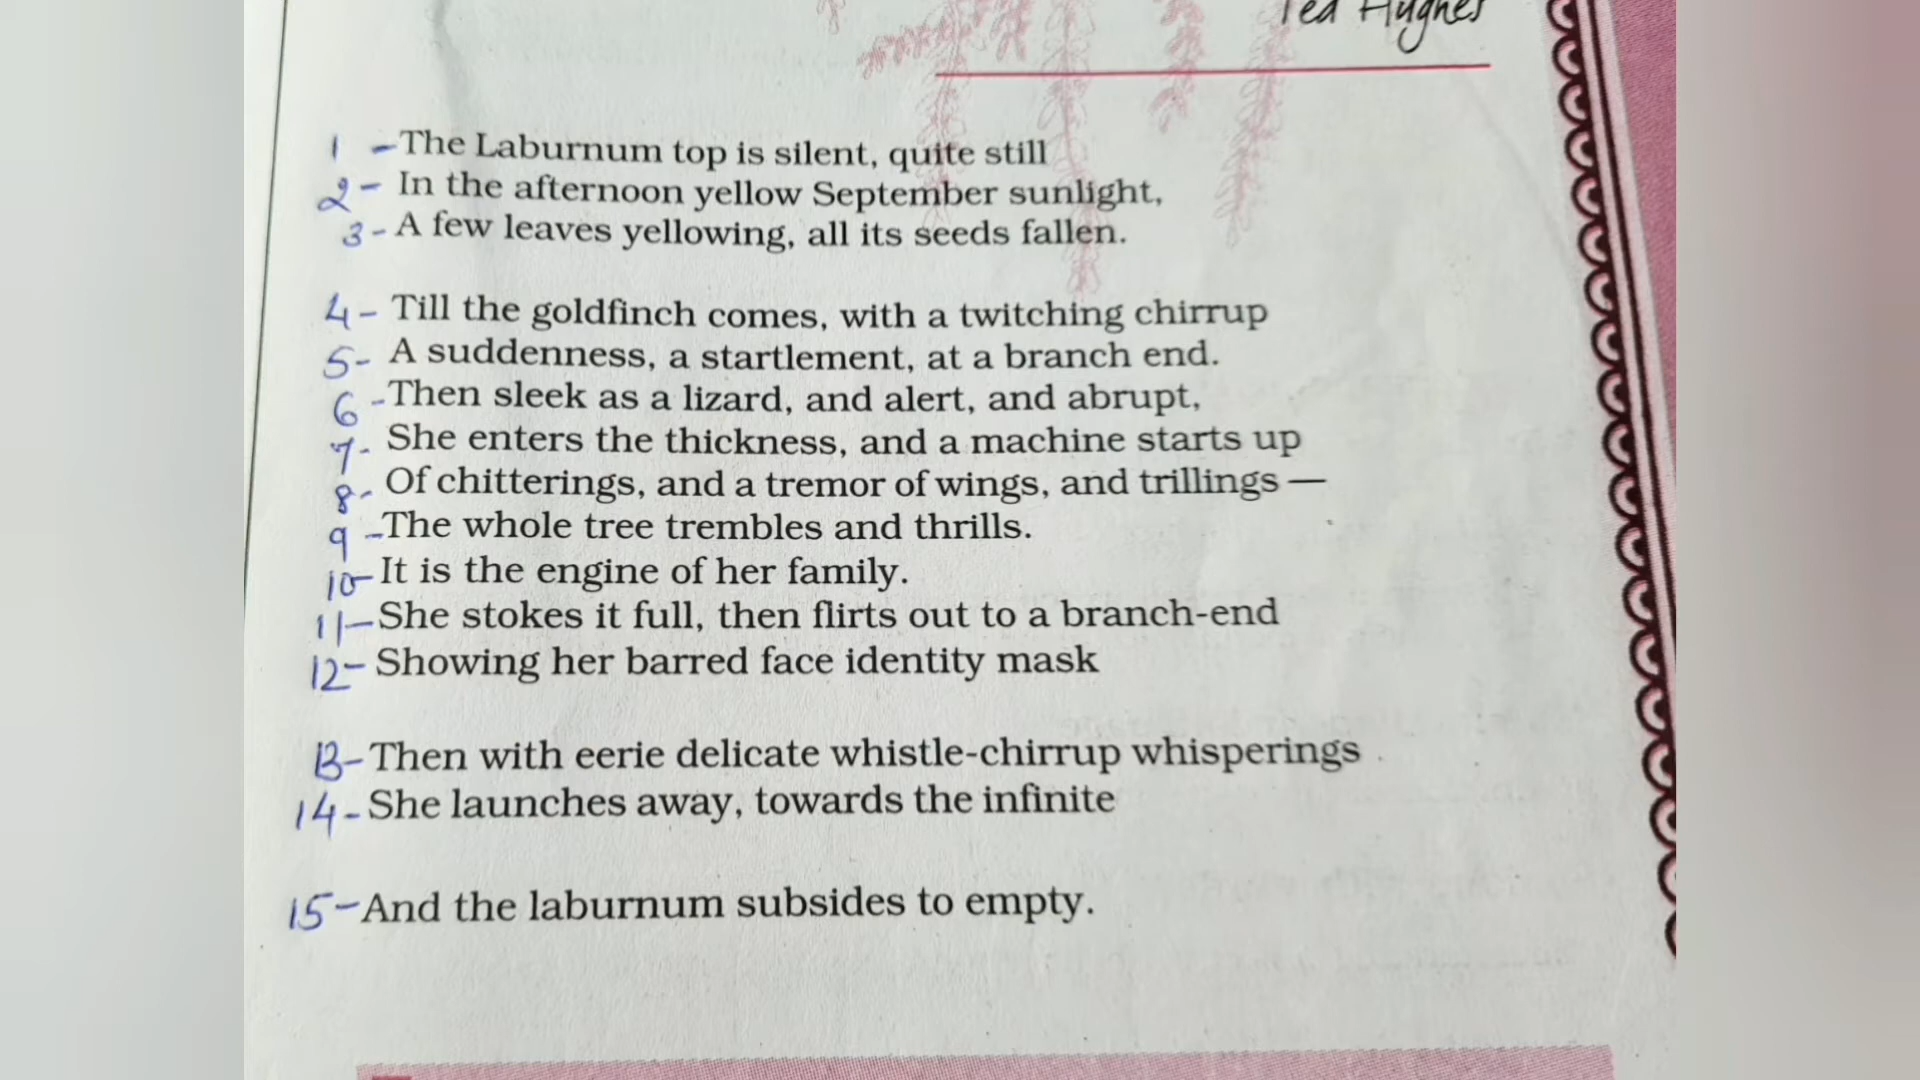 Ted Hughes
1 - The Laburnum top is silent, quite still
2 - In the afternoon yellow September sunlight,
3 - A few leaves yellowing, all its seeds fallen.
4 - Till the goldfinch comes, with a twitching chirrup
5 - A suddenness, a startlement, at a branch end.
6 - Then sleek as a lizard, and alert, and abrupt,
7 - She enters the thickness, and a machine starts up
8 - Of chitterings, and a tremor of wings, and trillings —
9 - The whole tree trembles and thrills.
10 - It is the engine of her family.
11 - She stokes it full, then flirts out to a branch-end
12 - Showing her barred face identity mask
13 - Then with eerie delicate whistle-chirrup whisperings
14 - She launches away, towards the infinite
15 - And the laburnum subsides to empty.